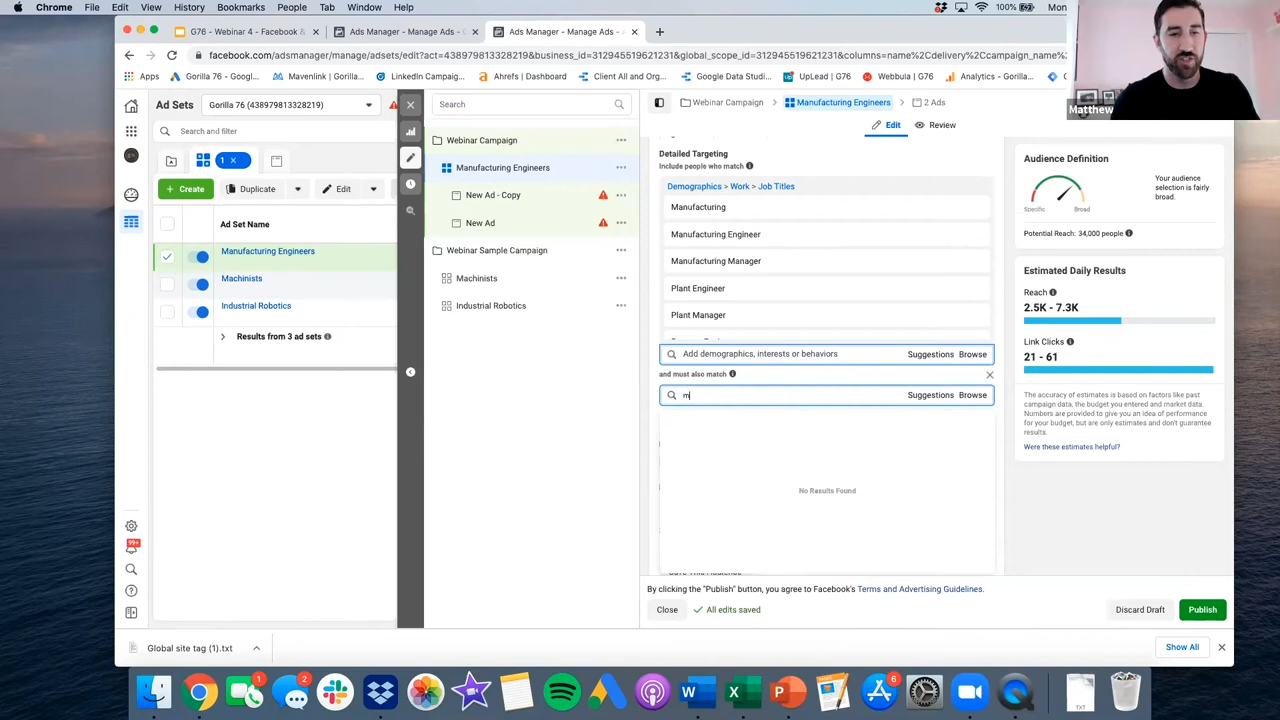 Chrome File Edit View History Bookmarks People Tab Window Help 100% Mon
G76 - Webinar 4 - Facebook & × Ads Manager - Manage Ads - C × Ads Manager - Manage Ads - × +
facebook.com/adsmanager/manage/adsets/edit?act=438979813328219&business_id=312945519621231&global_scope_id=312945519621231&columns=name%2Cdelivery%2Ccampaign_name%
Apps Gorilla 76 - Googl... Mavenlink | Gorilla... LinkedIn Campaig... Ahrefs | Dashboard Client All and Org... Google Data Studi... UpLead | G76 Webbula | G76 Analytics - Gorilla...
Matthew
Ad Sets Gorilla 76 (438979813328219)
Search and filter
1 ×
+ Create Duplicate Edit
Ad Set Name
Manufacturing Engineers
Machinists
Industrial Robotics
Results from 3 ad sets
99+
Search
Webinar Campaign
Manufacturing Engineers
New Ad - Copy
New Ad
Webinar Sample Campaign
Machinists
Industrial Robotics
Webinar Campaign > Manufacturing Engineers > 2 Ads
Edit Review
Detailed Targeting
Include people who match
Demographics > Work > Job Titles
Manufacturing
Manufacturing Engineer
Manufacturing Manager
Plant Engineer
Plant Manager
Add demographics, interests or behaviors Suggestions Browse
and must also match
m Suggestions Browse
No Results Found
By clicking the "Publish" button, you agree to Facebook's Terms and Advertising Guidelines.
Close All edits saved Discard Draft Publish
Audience Definition
Your audience
selection is fairly
broad.
Specific Broad
Potential Reach: 34,000 people
Estimated Daily Results
Reach
2.5K - 7.3K
Link Clicks
21 - 61
The accuracy of estimates is based on factors like past
campaign data, the budget you entered and market data.
Numbers are provided to give you an idea of performance
for your budget, but are only estimates and don't guarantee
results.
Were these estimates helpful?
Global site tag (1).txt Show All
1 2 6
W X P TXT